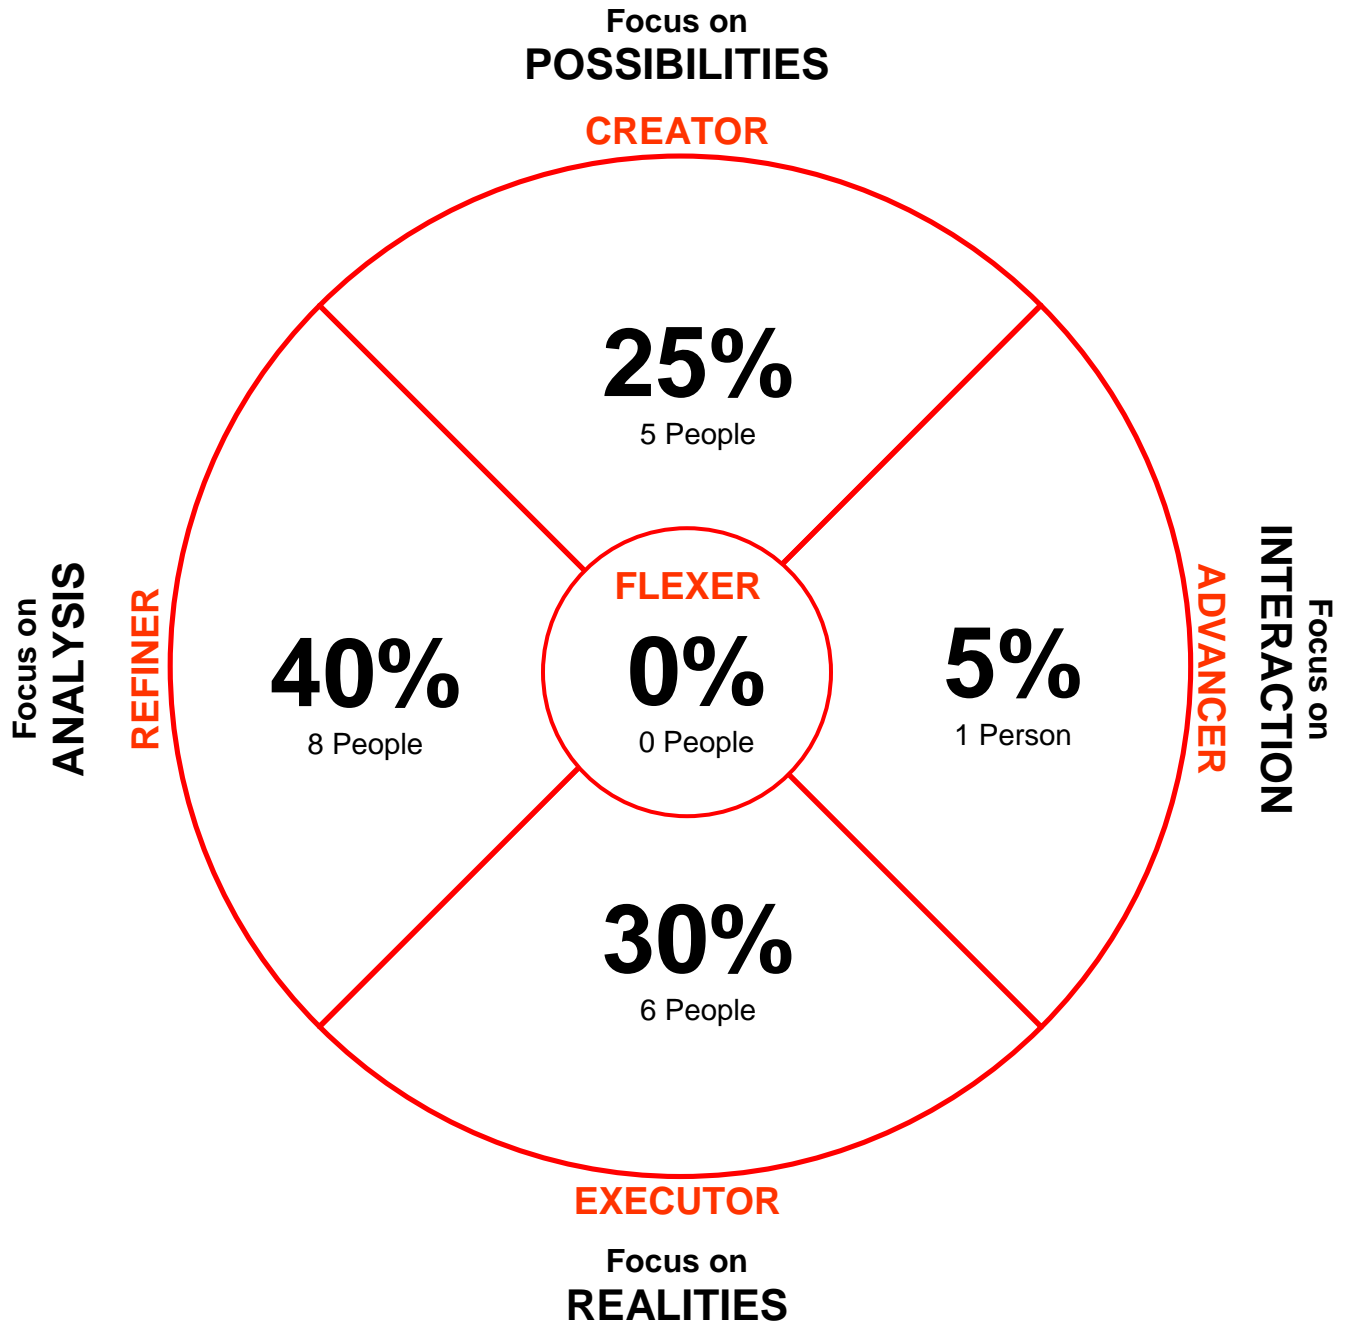 Focus on
POSSIBILITIES
CREATOR
25%
5 People
Focus on
ANALYSIS
REFINER
40%
8 People
FLEXER
0%
0 People
5%
1 Person
ADVANCER
Focus on
INTERACTION
30%
6 People
EXECUTOR
Focus on
REALITIES